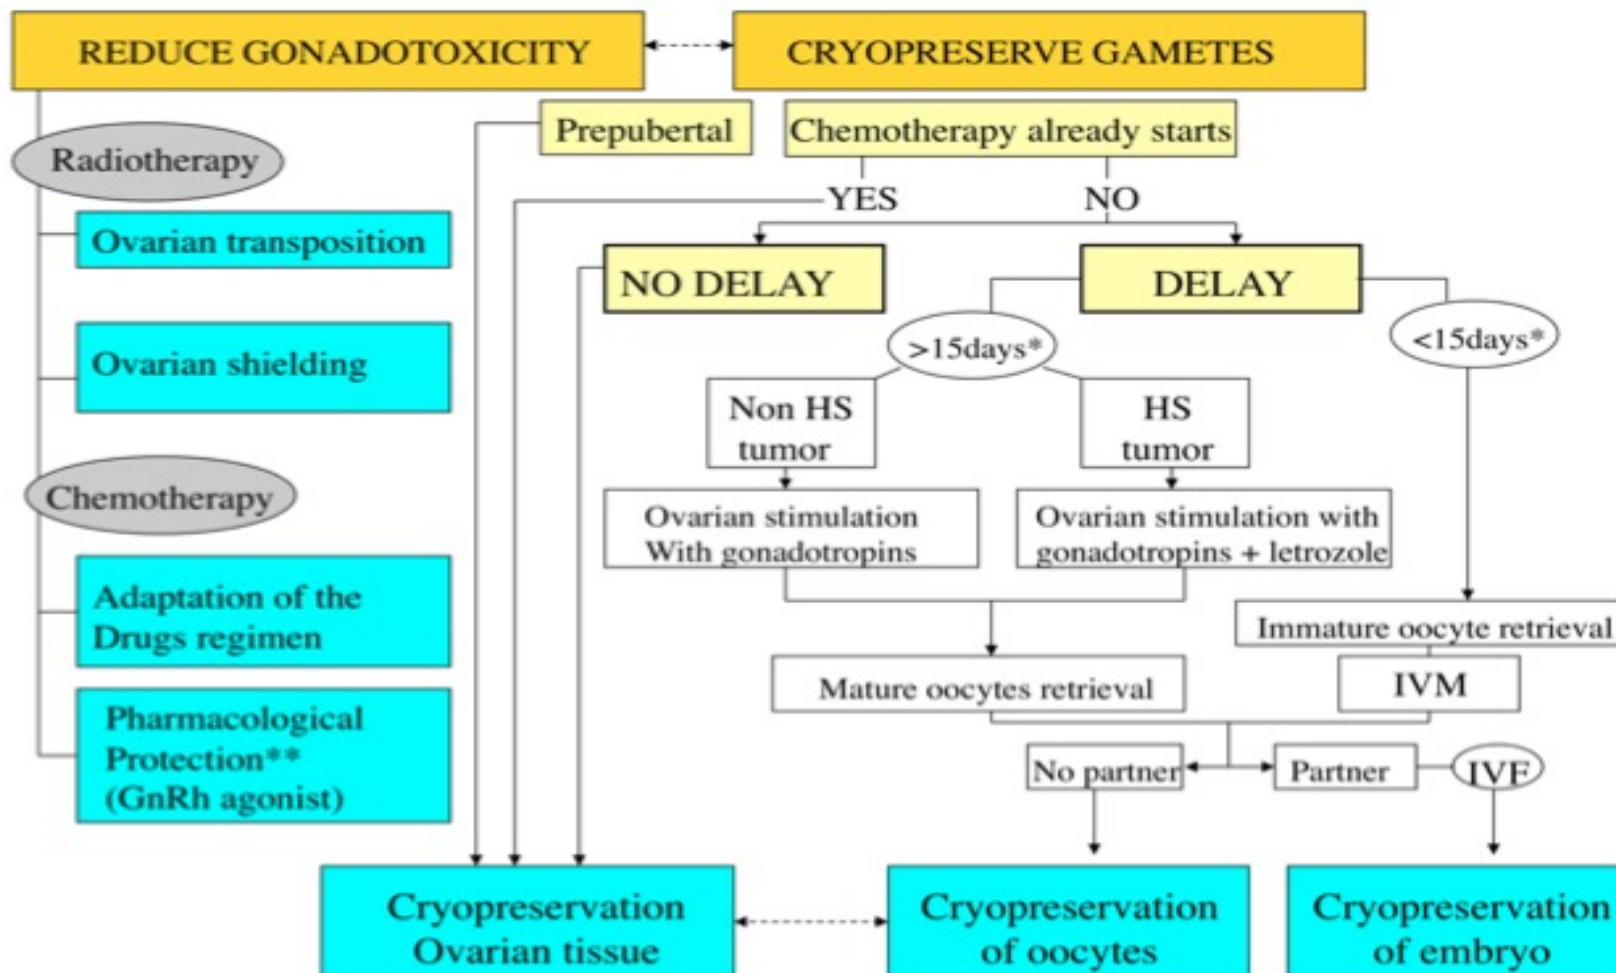 REDUCE GONADOTOXICITY
CRYOPRESERVE GAMETES
Prepubertal
Chemotherapy already starts
Radiotherapy
YES
NO
Ovarian transposition
NO DELAY
DELAY
Ovarian shielding
>15days*
<15days*
Non HS
tumor
HS
tumor
Chemotherapy
Ovarian stimulation
With gonadotropins
Ovarian stimulation with
gonadotropins + letrozole
Adaptation of the
Drugs regimen
Immature oocyte retrieval
Mature oocytes retrieval
IVM
Pharmacological
Protection**
(GnRh agonist)
No partner
Partner
IVF
Cryopreservation
Ovarian tissue
Cryopreservation
of oocytes
Cryopreservation
of embryo